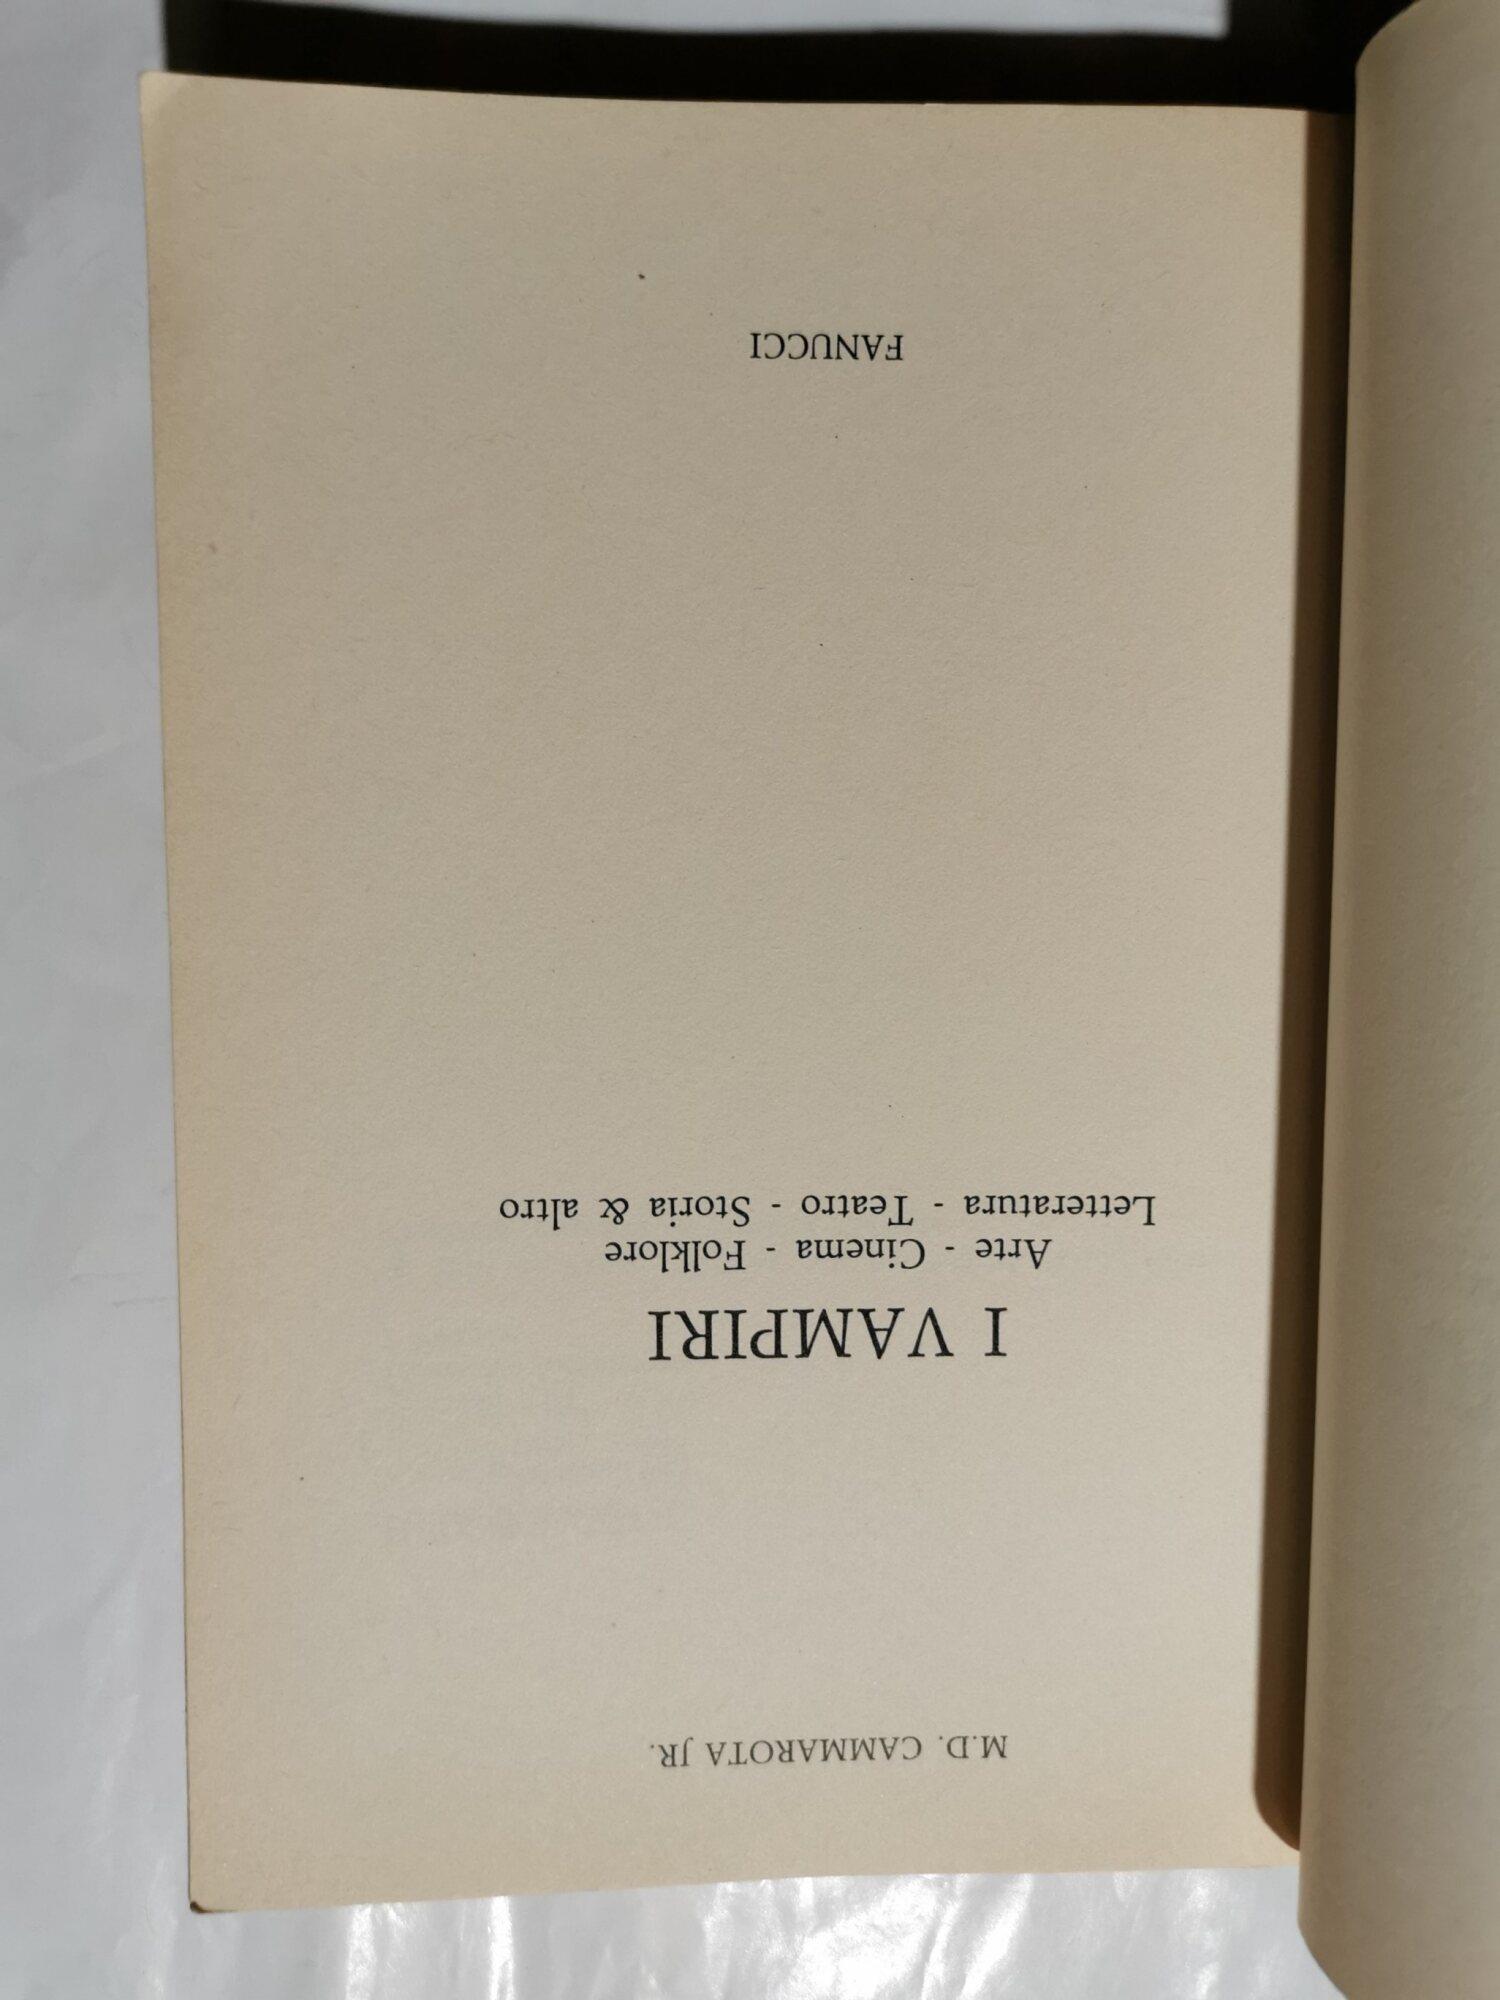 M.D. CAMMAROTA JR.
I VAMPIRI
Arte - Cinema - Folklore
Letteratura - Teatro - Storia & altro
FANUCCI